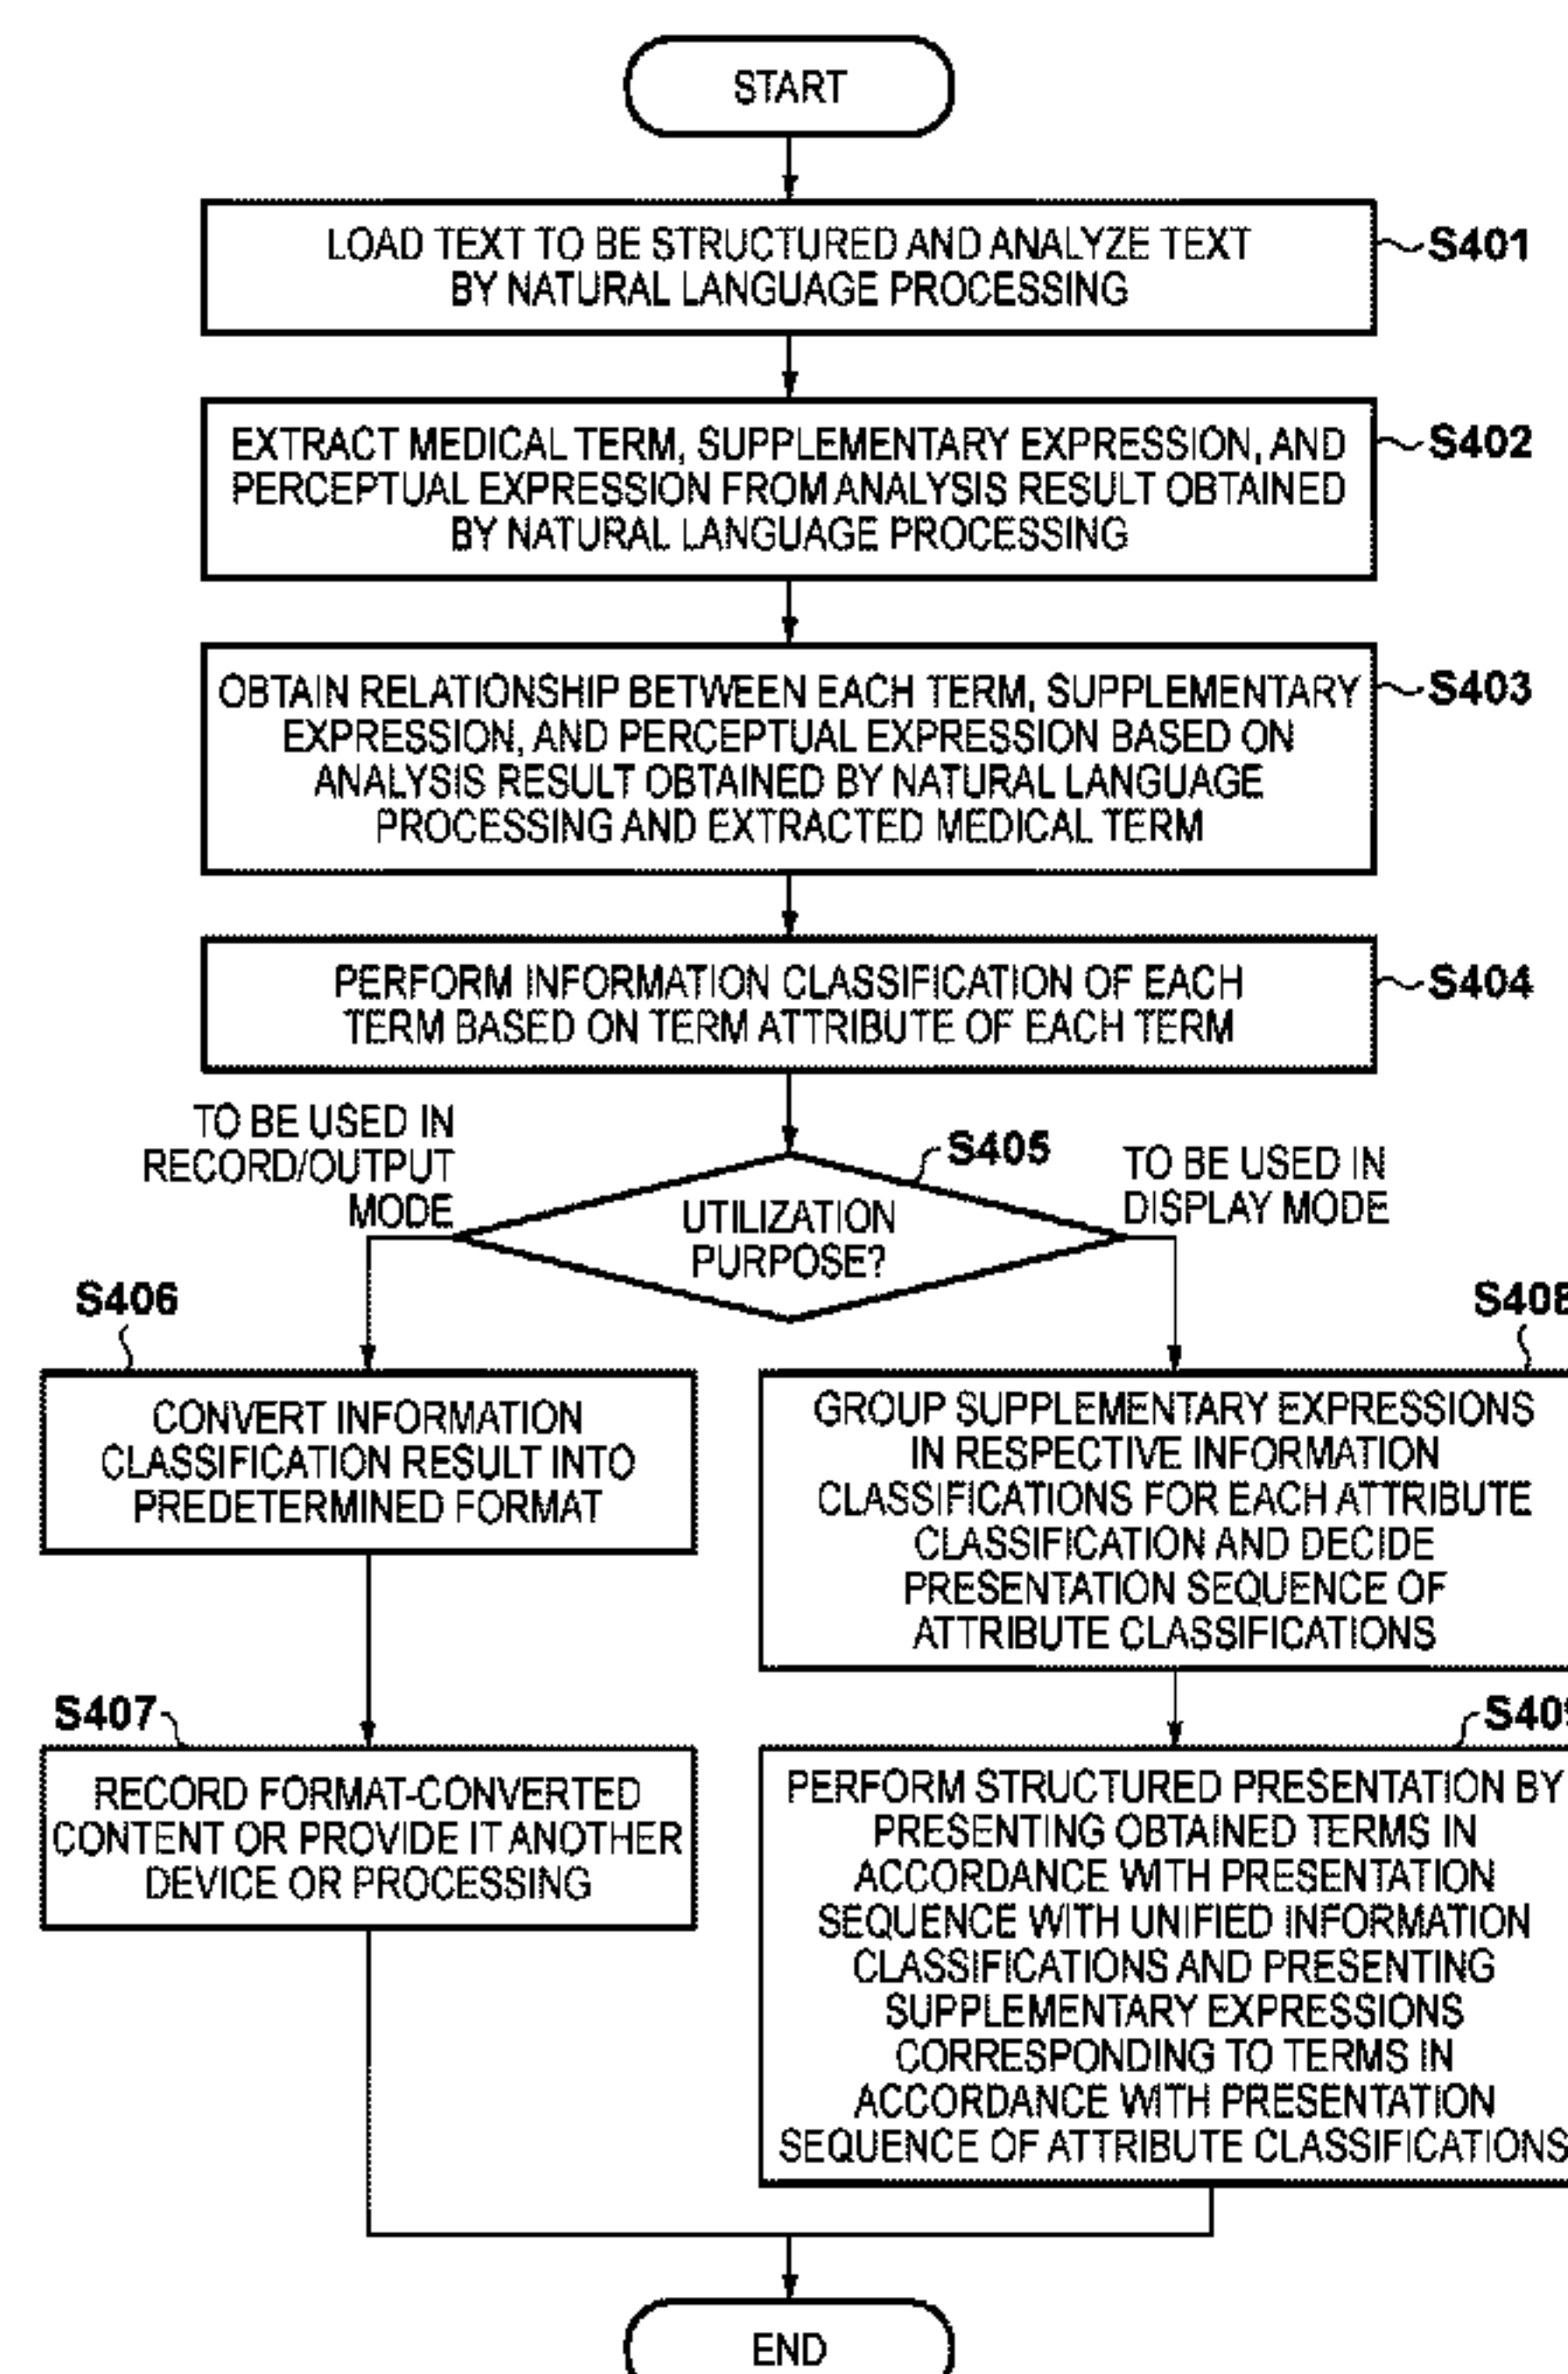 START
LOAD TEXT TO BE STRUCTURED AND ANALYZE TEXT
BY NATURAL LANGUAGE PROCESSING
S401
EXTRACT MEDICAL TERM, SUPPLEMENTARY EXPRESSION, AND
PERCEPTUAL EXPRESSION FROM ANALYSIS RESULT OBTAINED
BY NATURAL LANGUAGE PROCESSING
S402
OBTAIN RELATIONSHIP BETWEEN EACH TERM, SUPPLEMENTARY
EXPRESSION, AND PERCEPTUAL EXPRESSION BASED ON
ANALYSIS RESULT OBTAINED BY NATURAL LANGUAGE
PROCESSING AND EXTRACTED MEDICAL TERM
S403
PERFORM INFORMATION CLASSIFICATION OF EACH
TERM BASED ON TERM ATTRIBUTE OF EACH TERM
S404
TO BE USED IN
RECORD/OUTPUT
MODE
S405
UTILIZATION
PURPOSE?
TO BE USED IN
DISPLAY MODE
S406
CONVERT INFORMATION
CLASSIFICATION RESULT INTO
PREDETERMINED FORMAT
S407
RECORD FORMAT-CONVERTED
CONTENT OR PROVIDE IT ANOTHER
DEVICE OR PROCESSING
S408
GROUP SUPPLEMENTARY EXPRESSIONS
IN RESPECTIVE INFORMATION
CLASSIFICATIONS FOR EACH ATTRIBUTE
CLASSIFICATION AND DECIDE
PRESENTATION SEQUENCE OF
ATTRIBUTE CLASSIFICATIONS
S409
PERFORM STRUCTURED PRESENTATION BY
PRESENTING OBTAINED TERMS IN
ACCORDANCE WITH PRESENTATION
SEQUENCE WITH UNIFIED INFORMATION
CLASSIFICATIONS AND PRESENTING
SUPPLEMENTARY EXPRESSIONS
CORRESPONDING TO TERMS IN
ACCORDANCE WITH PRESENTATION
SEQUENCE OF ATTRIBUTE CLASSIFICATIONS
END